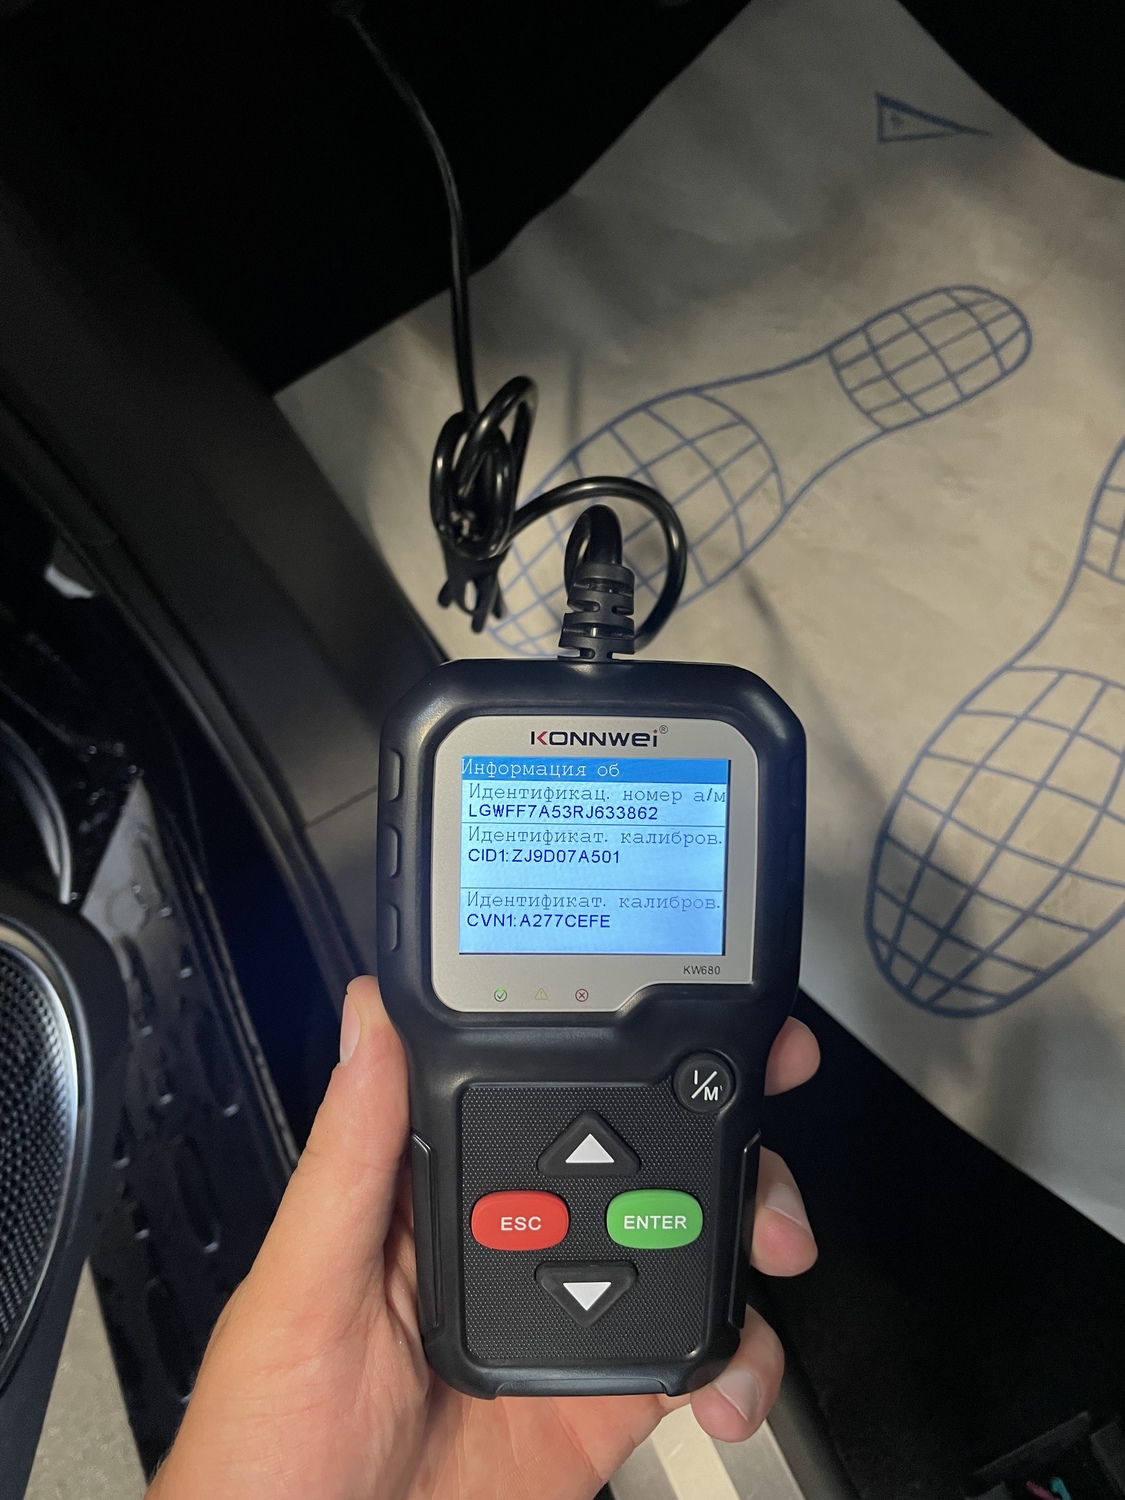 KONNWEI®
Информация об
Идентификац. номер а/м
LGWFF7A53RJ633862
Идентификат. калибров.
CID1:ZJ9D07A501
Идентификат. калибров.
CVN1:A277CEFE
KW680
I/M
ESC
ENTER